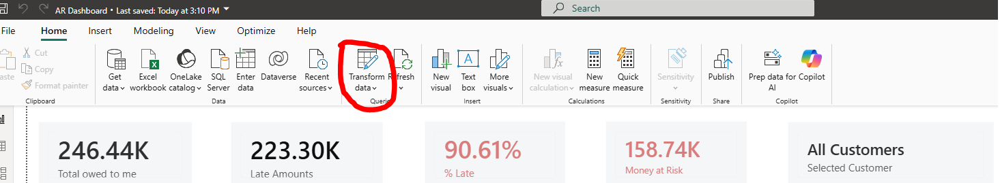 AR Dashboard • Last saved: Today at 3:10 PM
Search
File Home Insert Modeling View Optimize Help
Cut
Copy
Format painter
Clipboard
Get data
Excel workbook
OneLake catalog
SQL Server
Enter data
Dataverse
Recent sources
Data
Transform data
Refresh
Queries
New visual
Text box
A
More visuals
Insert
New visual calculation
New measure
Quick measure
Calculations
Sensitivity
Sensitivity
Publish
Share
Prep data for AI
Copilot
Copilot
246.44K
Total owed to me
223.30K
Late Amounts
90.61%
% Late
158.74K
Money at Risk
All Customers
Selected Customer